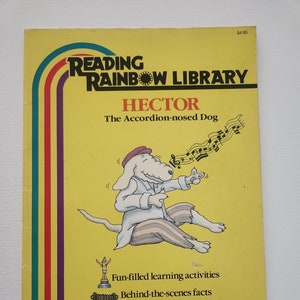 $4.95
READING
RAINBOW LIBRARY
HECTOR
The Accordion-nosed Dog
Fun-filled learning activities
Behind-the-scenes facts